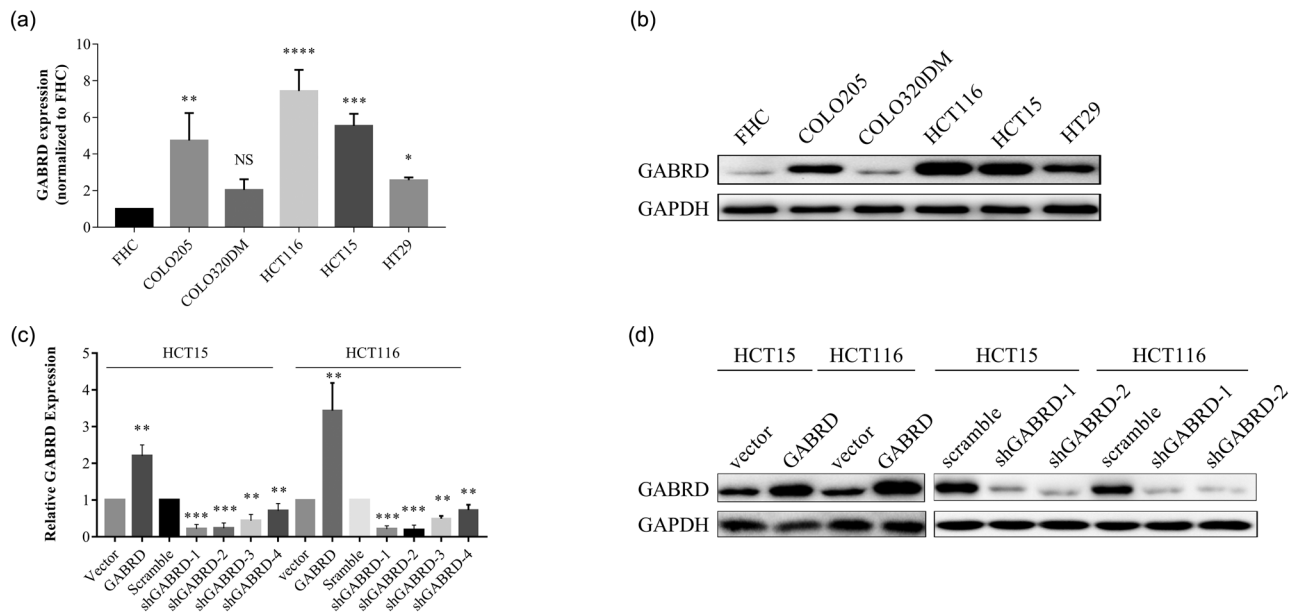 (a)
GABRD expression
(normalized to FHC)
10
8
6
4
2
0
**
NS
****
***
*
FHC
COLO205
COLO320DM
HCT116
HCT15
HT29
(b)
FHC
COLO205
COLO320DM
HCT116
HCT15
HT29
GABRD
GAPDH
(c)
Relative GABRD Expression
5
4
3
2
1
0
HCT15
HCT116
**
***
***
**
**
**
***
***
**
**
Vector
GABRD
Scramble
shGABRD-1
shGABRD-2
shGABRD-3
shGABRD-4
vector
GABRD
Sramble
shGABRD-1
shGABRD-2
shGABRD-3
shGABRD-4
(d)
HCT15
HCT116
HCT15
HCT116
vector
GABRD
vector
GABRD
scramble
shGABRD-1
shGABRD-2
scramble
shGABRD-1
shGABRD-2
GABRD
GAPDH